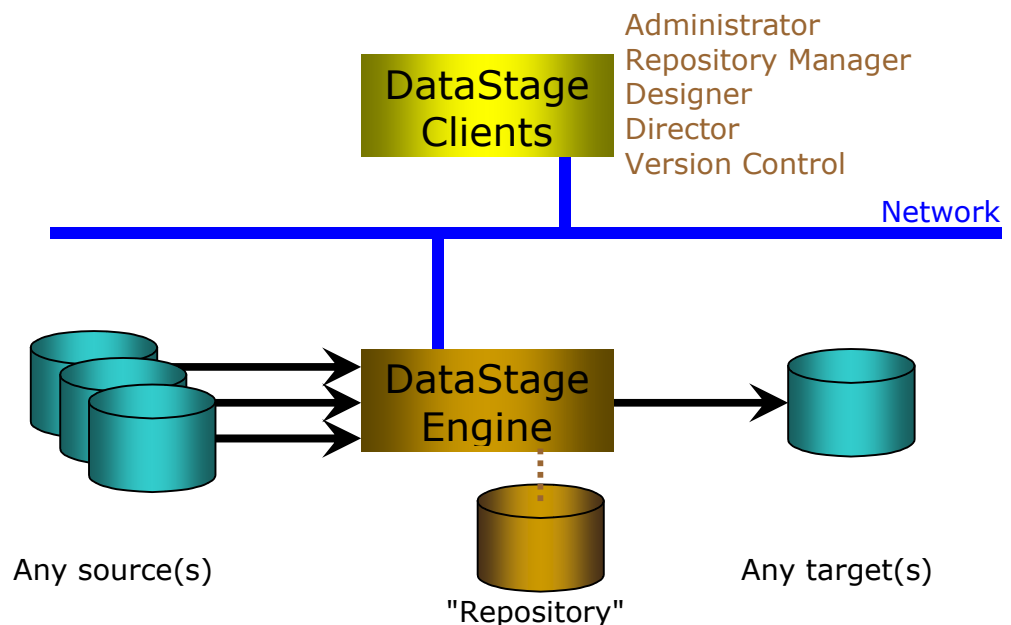 DataStage
Clients
Administrator
Repository Manager
Designer
Director
Version Control
Network
DataStage
Engine
Any source(s)
Any target(s)
"Repository"